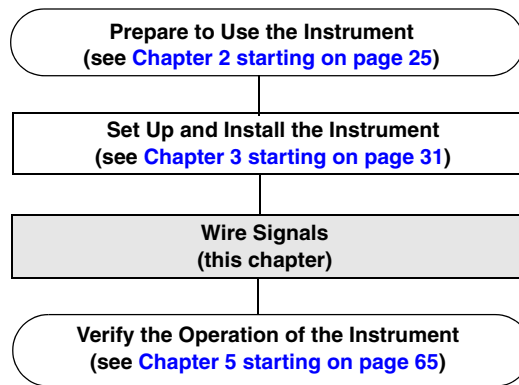 Prepare to Use the Instrument
(see Chapter 2 starting on page 25)
Set Up and Install the Instrument
(see Chapter 3 starting on page 31)
Wire Signals
(this chapter)
Verify the Operation of the Instrument
(see Chapter 5 starting on page 65)